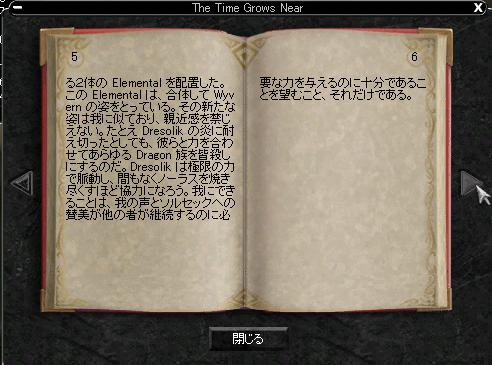 The Time Grows Near
5
る2体の Elemental を配置した。
この Elemental は、合体して Wyv
ern の姿をとっている。その新たな
姿は我に似ており、親近感を禁じ
えない。たとえ Dresolik の炎に耐
え切ったとしても、彼らと力を合わ
せてあらゆる Dragon 族を皆殺し
にするのだ。Dresolik は極限の力
で脈動し、間もなくノーラスを焼き
尽くすほど協力になろう。我にでき
ることは、我の声とソルセックへの
賛美が他の者が継続するのに必
6
要な力を与えるのに十分であるこ
とを望むこと、それだけである。
閉じる